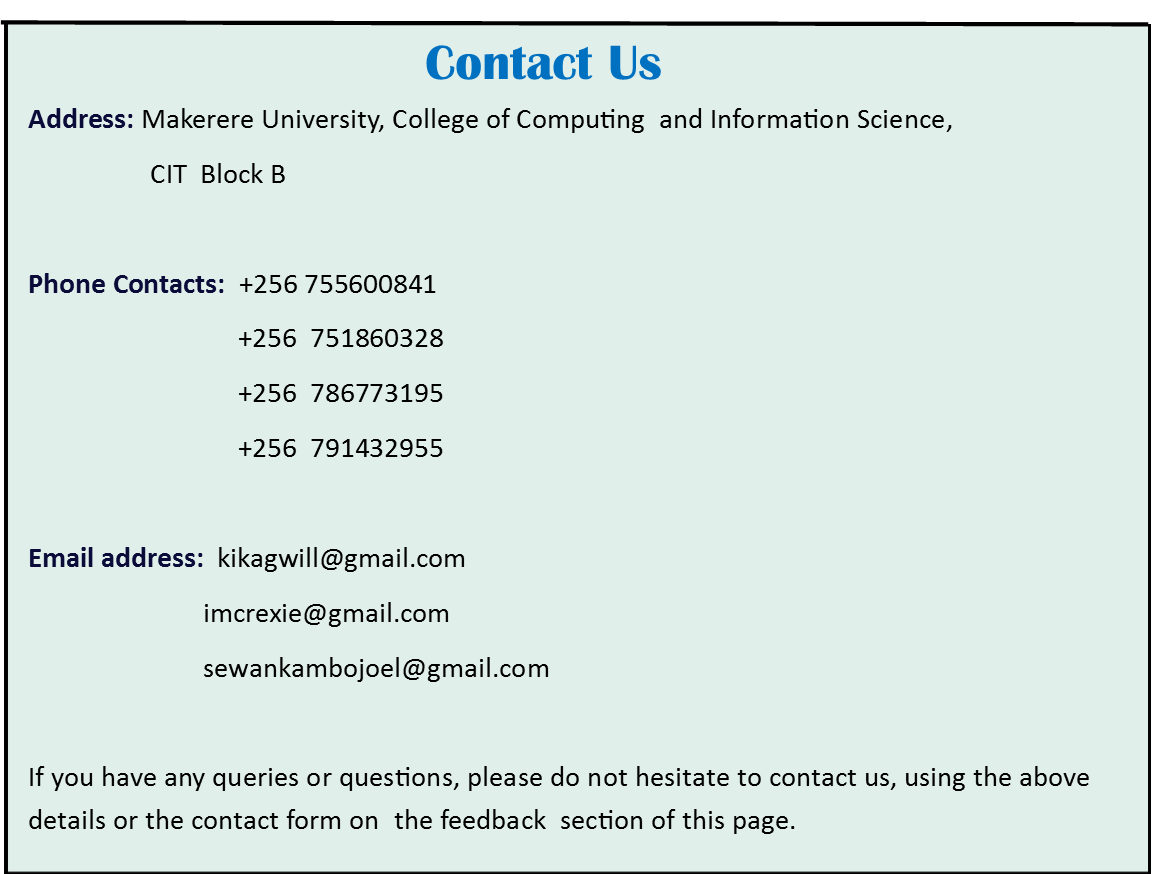 Contact Us
Address: Makerere University, College of Computing and Information Science,
CIT Block B
Phone Contacts: +256 755600841
+256 751860328
+256 786773195
+256 791432955
Email address: kikagwill@gmail.com
imcrexie@gmail.com
sewankambojoel@gmail.com
If you have any queries or questions, please do not hesitate to contact us, using the above
details or the contact form on the feedback section of this page.